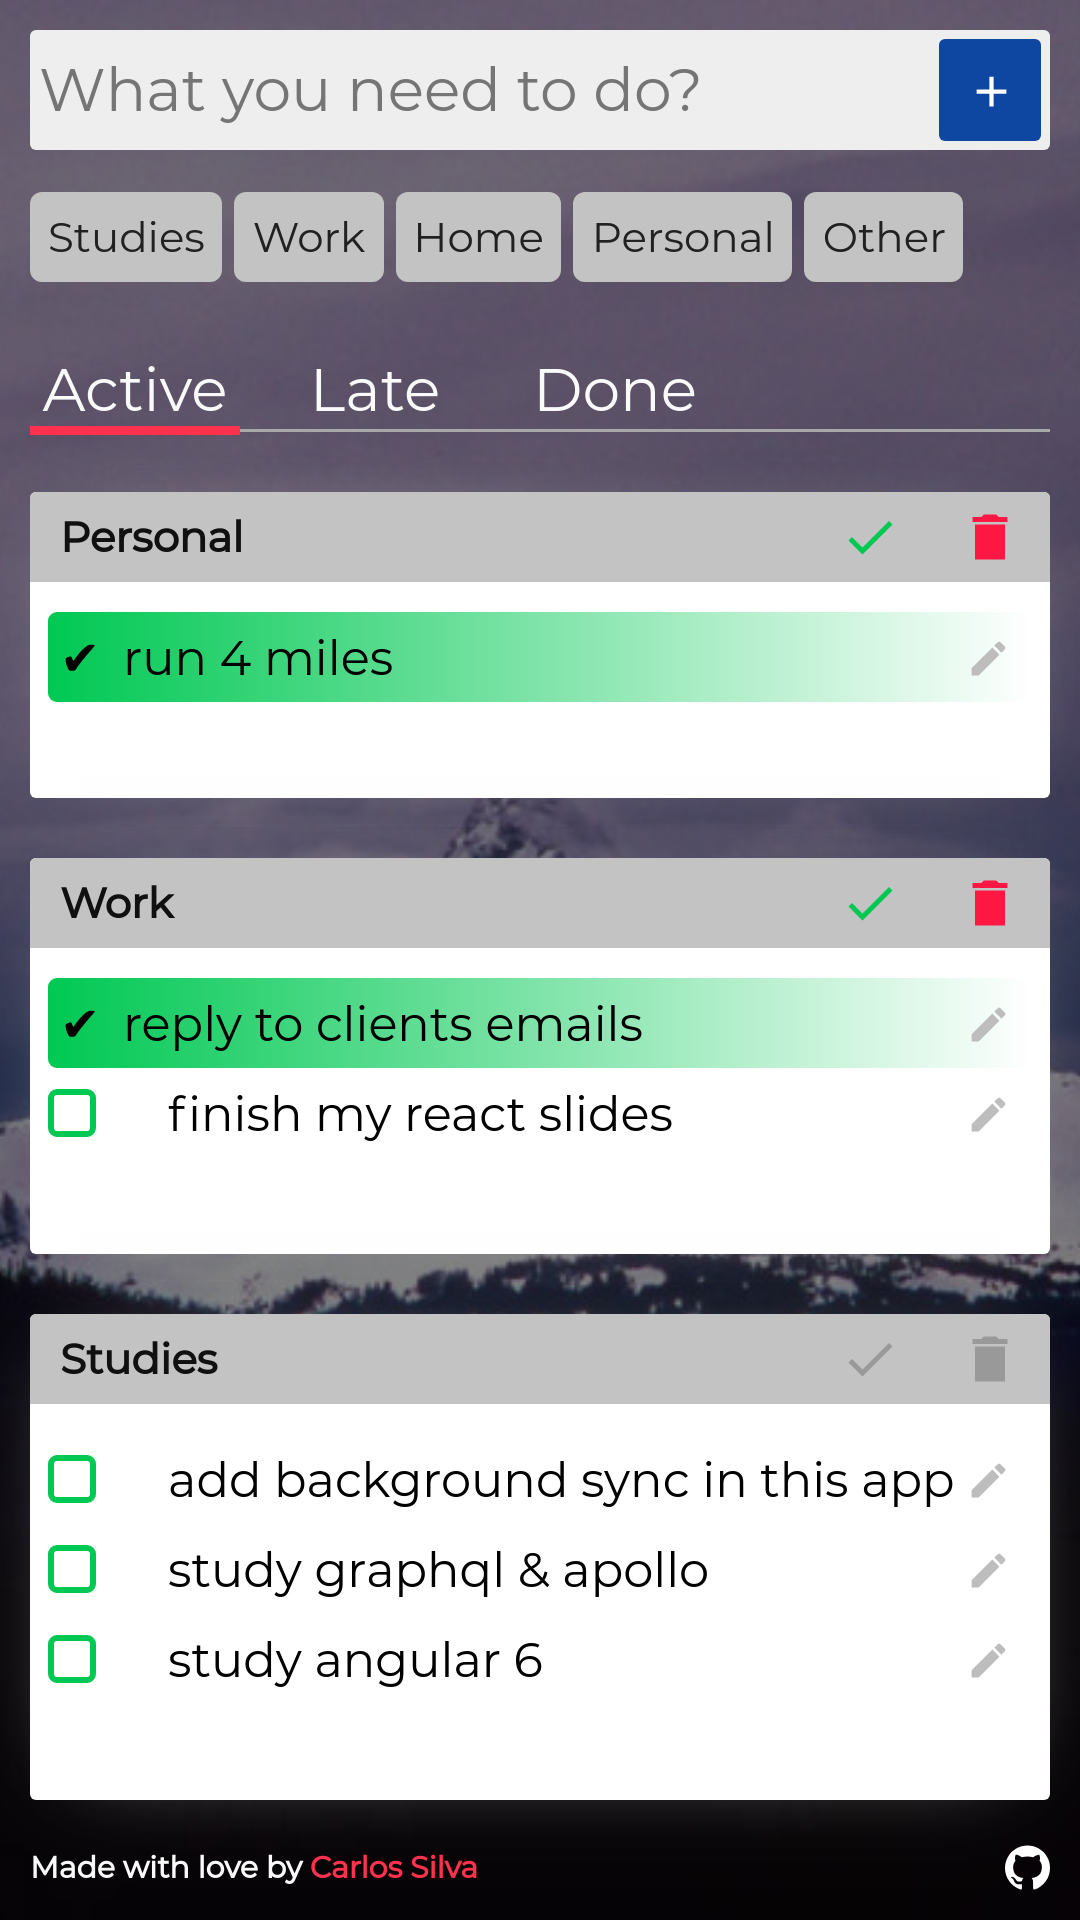 What you need to do?
+
Studies Work Home Personal Other
Active Late Done
Personal
✔ run 4 miles
Work
✔ reply to clients emails
finish my react slides
Studies
add background sync in this app
study graphql & apollo
study angular 6
Made with love by Carlos Silva